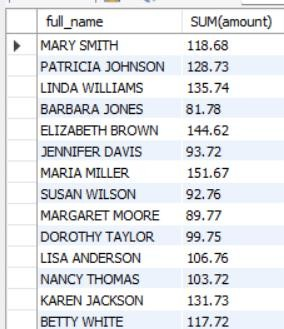 full_name SUM(amount)
MARY SMITH 118.68
PATRICIA JOHNSON 128.73
LINDA WILLIAMS 135.74
BARBARA JONES 81.78
ELIZABETH BROWN 144.62
JENNIFER DAVIS 93.72
MARIA MILLER 151.67
SUSAN WILSON 92.76
MARGARET MOORE 89.77
DOROTHY TAYLOR 99.75
LISA ANDERSON 106.76
NANCY THOMAS 103.72
KAREN JACKSON 131.73
BETTY WHITE 117.72